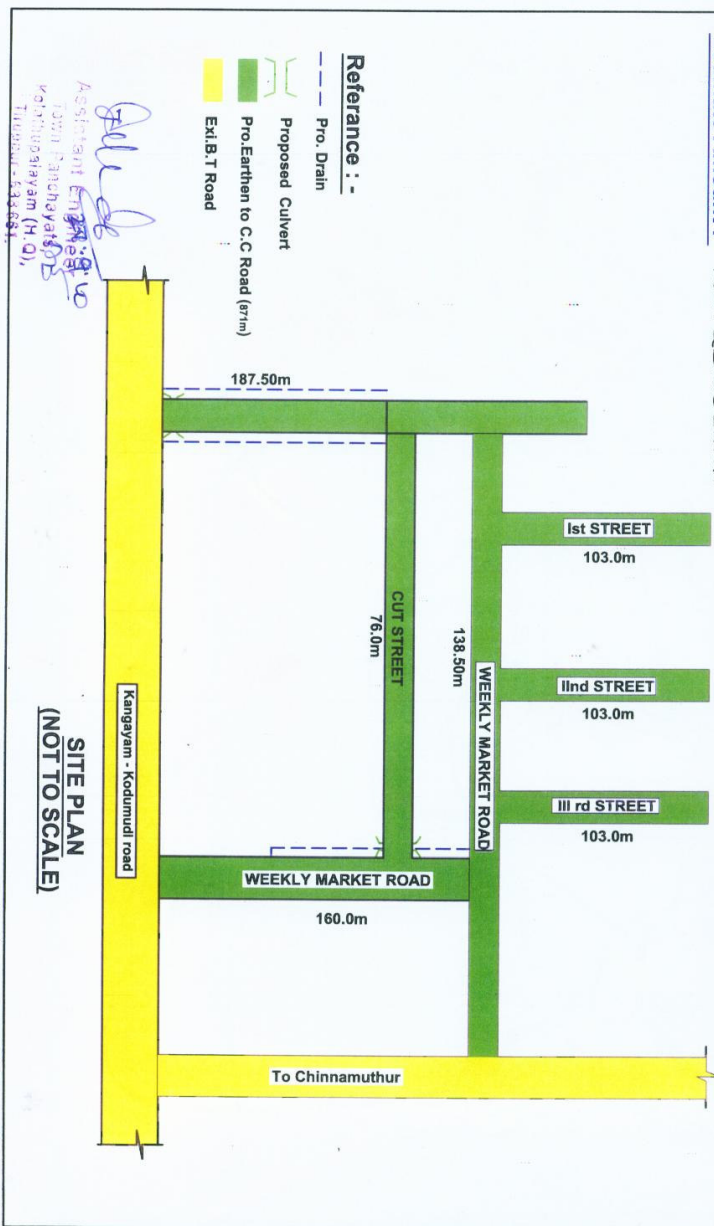 Referance : -
Pro. Drain
Proposed Culvert
Pro.Earthen to C.C Road (871m)
Exi.B.T Road
Assistant Engineer
Town Panchayats,
(H.Q),
187.50m
Ist STREET
103.0m
IInd STREET
103.0m
III rd STREET
103.0m
CUT STREET
76.0m
138.50m
WEEKLY MARKET ROAD
WEEKLY MARKET ROAD
160.0m
Kangayam - Kodumudi road
To Chinnamuthur
SITE PLAN
(NOT TO SCALE)